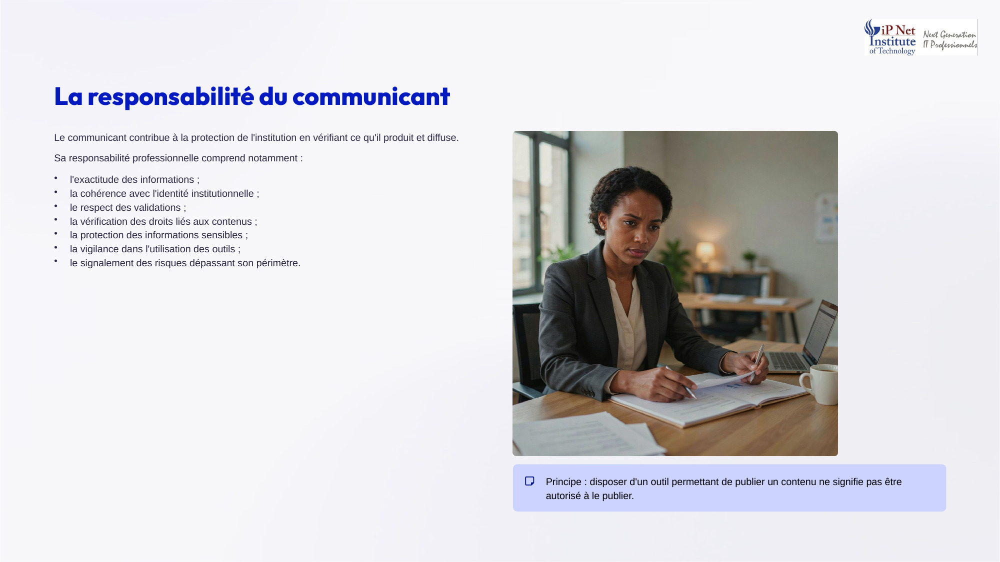 iP Net
Institute
of Technology
Next Generation
IT Professionnels
La responsabilité du communicant
Le communicant contribue à la protection de l'institution en vérifiant ce qu'il produit et diffuse.
Sa responsabilité professionnelle comprend notamment :
• l'exactitude des informations ;
• la cohérence avec l'identité institutionnelle ;
• le respect des validations ;
• la vérification des droits liés aux contenus ;
• la protection des informations sensibles ;
• la vigilance dans l'utilisation des outils ;
• le signalement des risques dépassant son périmètre.
Principe : disposer d'un outil permettant de publier un contenu ne signifie pas être
autorisé à le publier.